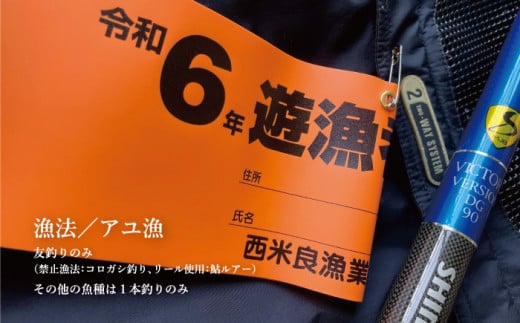 令和
6年遊漁
住所
氏名
西米良漁業
2 TWO-WAY SYSTEM
VICTO
VERSIO
DG
90
SHIM
漁法／アユ漁
友釣りのみ
（禁止漁法：コロガシ釣り、リール使用：鮎ルアー）
その他の魚種は１本釣りのみ